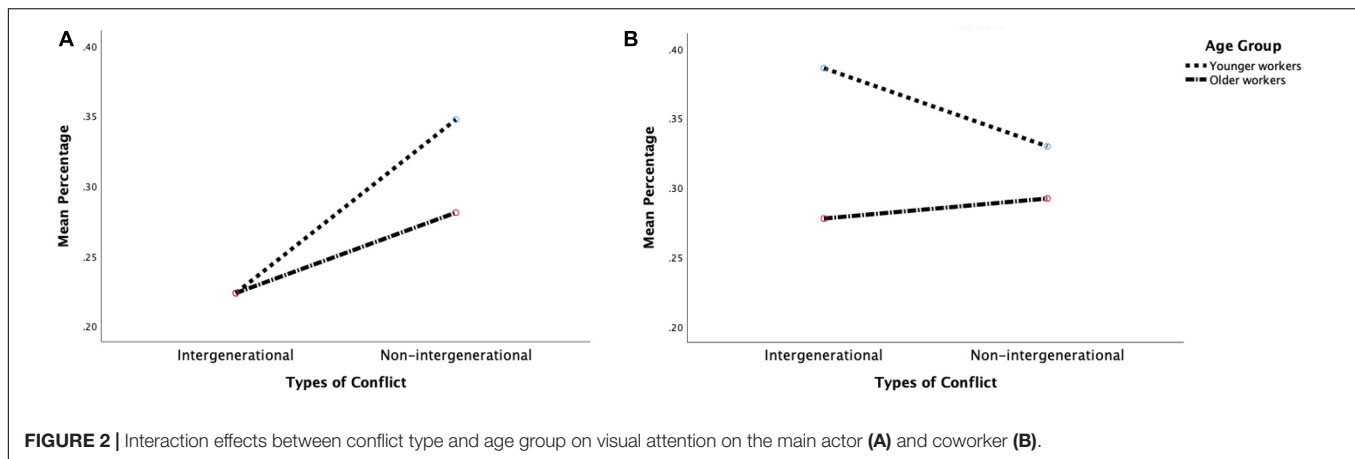 A
.40
.35
.30
.25
.20
Mean Percentage
Intergenerational
Non-intergenerational
Types of Conflict
B
.40
.35
.30
.25
.20
Mean Percentage
Intergenerational
Non-intergenerational
Types of Conflict
Age Group
Younger workers
Older workers
FIGURE 2 | Interaction effects between conflict type and age group on visual attention on the main actor (A) and coworker (B).